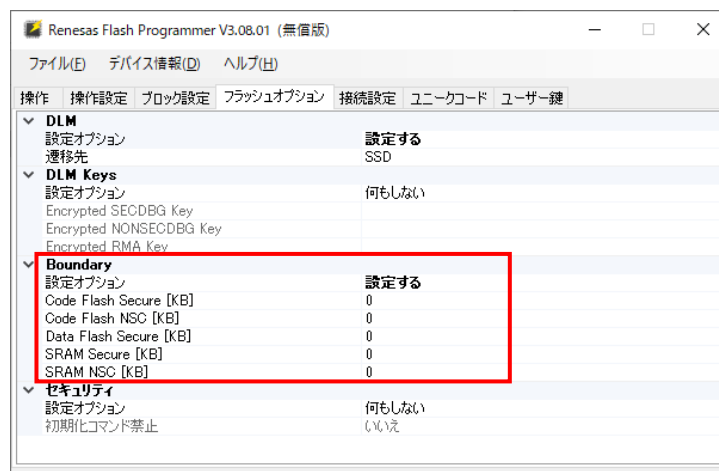 Renesas Flash Programmer V3.08.01 (無償版)
ファイル(F) デバイス情報(D) ヘルプ(H)
操作 操作設定 ブロック設定 フラッシュオプション 接続設定 ユニークコード ユーザー鍵
DLM
設定オプション 設定する
遷移先 SSD
DLM Keys
設定オプション 何もしない
Encrypted SECDBG Key
Encrypted NONSECDBG Key
Encrypted RMA Key
Boundary
設定オプション 設定する
Code Flash Secure [KB] 0
Code Flash NSC [KB] 0
Data Flash Secure [KB] 0
SRAM Secure [KB] 0
SRAM NSC [KB] 0
セキュリティ
設定オプション 何もしない
初期化コマンド禁止 いいえ